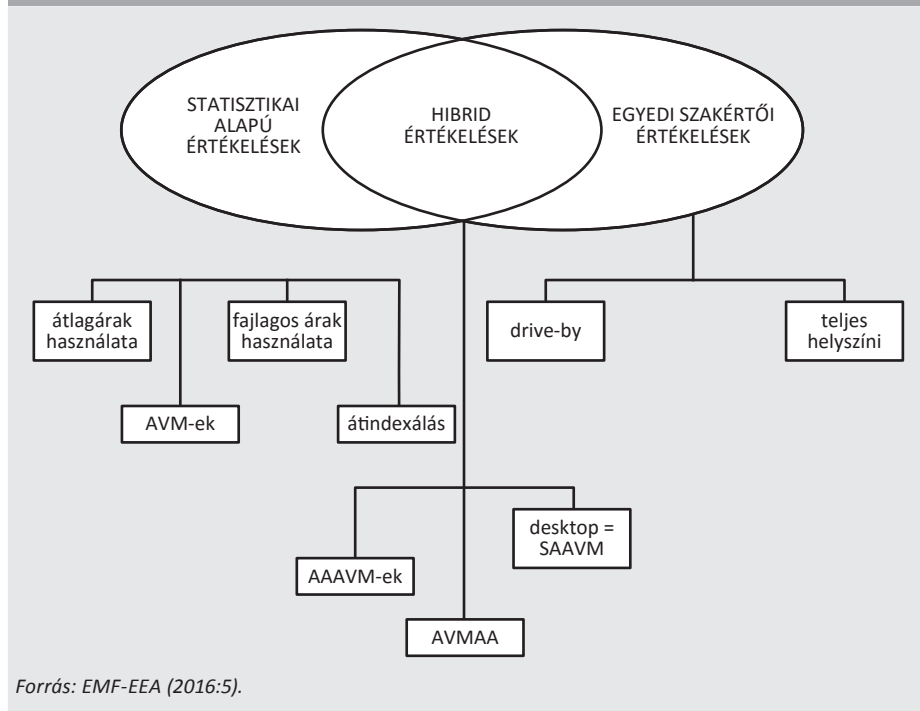 STATISZTIKAI
ALAPÚ
ÉRTÉKELÉSEK
HIBRID
ÉRTÉKELÉSEK
EGYEDI SZAKÉRTŐI
ÉRTÉKELÉSEK
átlagárak
használata
fajlagos árak
használata
drive-by
teljes
helyszíni
AVM-ek
átindexálás
desktop =
SAAVM
AAAVM-ek
AVMAA
Forrás: EMF-EEA (2016:5).